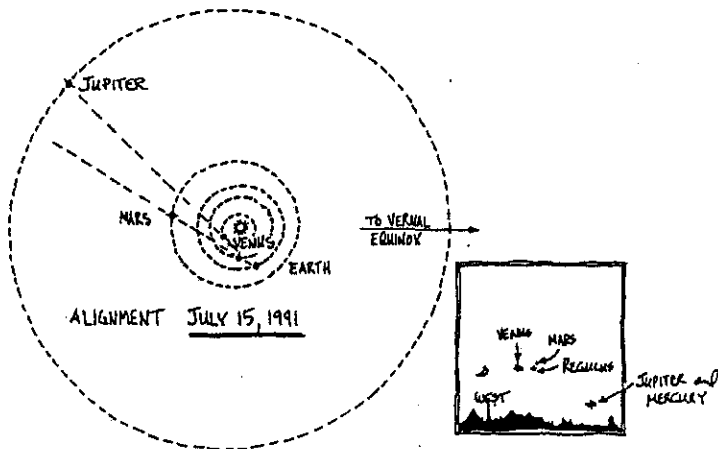 JUPITER
MARS
VENUS
EARTH
TO VERNAL
EQUINOX
ALIGNMENT JULY 15, 1991
VENUS
MARS
REGULUS
WEST
JUPITER and
MERCURY